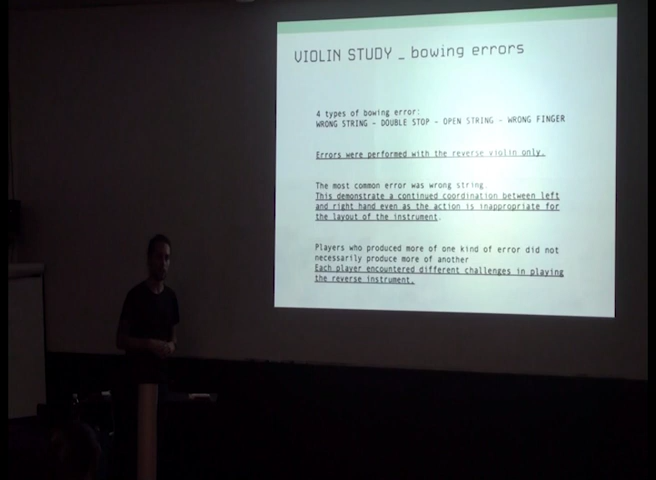 VIOLIN STUDY _ bowing errors
4 types of bowing error:
WRONG STRING - DOUBLE STOP - OPEN STRING - WRONG FINGER
Errors were performed with the reverse violin only.
The most common error was wrong string.
This demonstrate a continued coordination between left
and right hand even as the action is inappropriate for
the layout of the instrument.
Players who produced more of one kind of error did not
necessarily produce more of another
Each player encountered different challenges in playing
the reverse instrument.